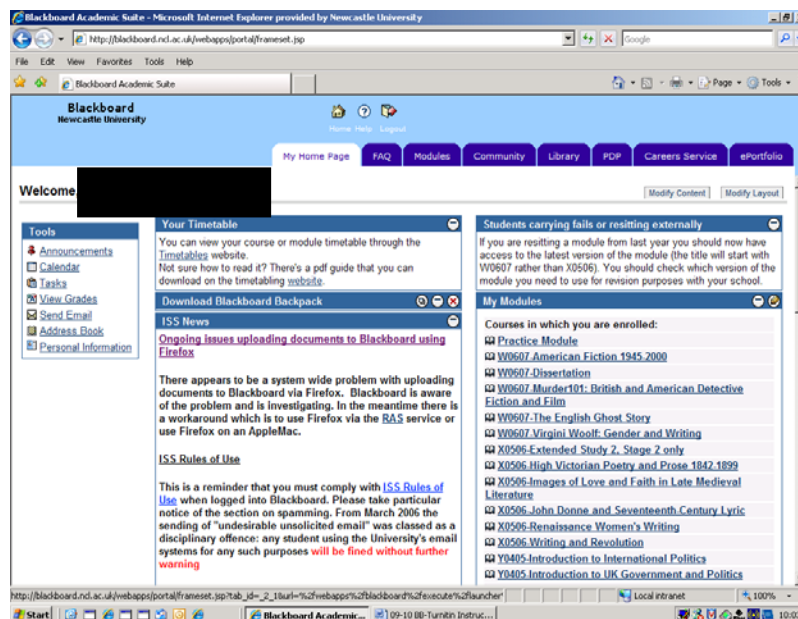 Blackboard Academic Suite - Microsoft Internet Explorer provided by Newcastle University
http://blackboard.ncl.ac.uk/webapps/portal/frameset.jsp
Google
File Edit View Favorites Tools Help
Blackboard Academic Suite
Page Tools
Blackboard
Newcastle University
Home Help Logout
My Home Page FAQ Modules Community Library PDP Careers Service ePortfolio
Welcome,
Modify Content Modify Layout
Tools
Announcements
Calendar
Tasks
View Grades
Send Email
Address Book
Personal Information
Your Timetable
You can view your course or module timetable through the
Timetables website.
Not sure how to read it? There's a pdf guide that you can
download on the timetabling website.
Download Blackboard Backpack
ISS News
Ongoing issues uploading documents to Blackboard using
Firefox
There appears to be a system wide problem with uploading
documents to Blackboard via Firefox. Blackboard is aware
of the problem and is investigating. In the meantime there is
a workaround which is to use Firefox via the RAS service or
use Firefox on an AppleMac.
ISS Rules of Use
This is a reminder that you must comply with ISS Rules of
Use when logged into Blackboard. Please take particular
notice of the section on spamming. From March 2006 the
sending of "undesirable unsolicited email" was classed as a
disciplinary offence: any student using the University's email
systems for any such purposes will be fined without further
warning
Students carrying fails or resitting externally
If you are resitting a module from last year you should now have
access to the latest version of the module (the title will start with
W0607 rather than X0506). You should check which version of the
module you need to use for revision purposes with your school.
My Modules
Courses in which you are enrolled:
Practice Module
W0607-American Fiction 1945-2000
W0607-Dissertation
W0607-Murder101: British and American Detective
Fiction and Film
W0607-The English Ghost Story
W0607-Virgini Woolf: Gender and Writing
X0506-Extended Study 2, Stage 2 only
X0506-High Victorian Poetry and Prose 1842-1899
X0506-Images of Love and Faith in Late Medieval
Literature
X0506-John Donne and Seventeenth-Century Lyric
X0506-Renaissance Women's Writing
X0506-Writing and Revolution
Y0405-Introduction to International Politics
Y0405-Introduction to UK Government and Politics
http://blackboard.ncl.ac.uk/webapps/portal/frameset.jsp?tab_id=_2_1&url=%2fwebapps%2fblackboard%2fexecute%2flauncher' Local intranet 100%
Start Blackboard Academic... 09-10 BB-Turnitin Instruc... 10:03